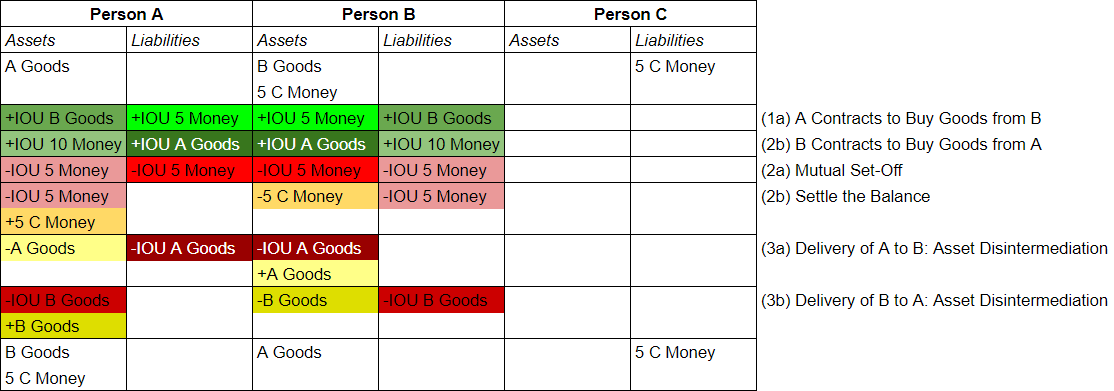 Person A Person B Person C
Assets Liabilities Assets Liabilities Assets Liabilities
A Goods B Goods 5 C Money
5 C Money
+IOU B Goods +IOU 5 Money +IOU 5 Money +IOU B Goods (1a) A Contracts to Buy Goods from B
+IOU 10 Money +IOU A Goods +IOU A Goods +IOU 10 Money (2b) B Contracts to Buy Goods from A
-IOU 5 Money -IOU 5 Money -IOU 5 Money -IOU 5 Money (2a) Mutual Set-Off
-IOU 5 Money -5 C Money -IOU 5 Money (2b) Settle the Balance
+5 C Money
-A Goods -IOU A Goods -IOU A Goods (3a) Delivery of A to B: Asset Disintermediation
+A Goods
-IOU B Goods -B Goods -IOU B Goods (3b) Delivery of B to A: Asset Disintermediation
+B Goods
B Goods A Goods 5 C Money
5 C Money